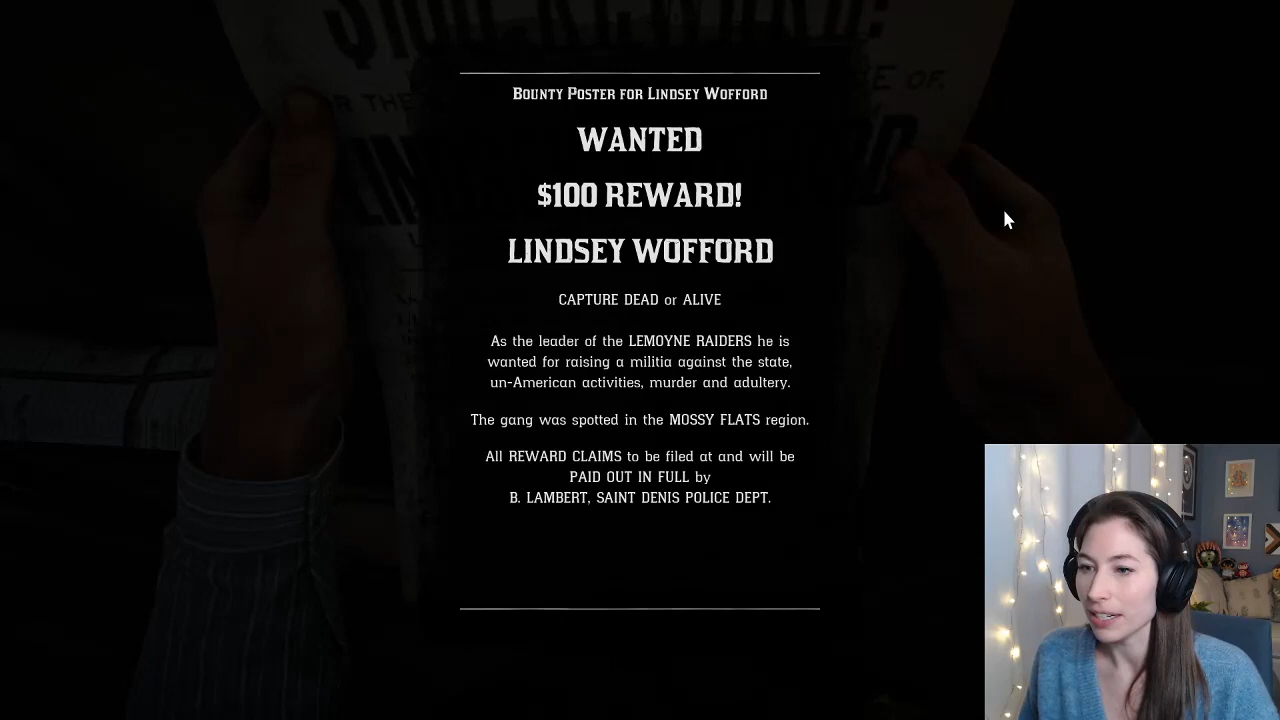 $100 REWARD!
Bounty Poster for Lindsey Wofford
WANTED
$100 REWARD!
LINDSEY WOFFORD
CAPTURE DEAD or ALIVE
As the leader of the LEMOYNE RAIDERS he is
wanted for raising a militia against the state,
un-American activities, murder and adultery.
The gang was spotted in the MOSSY FLATS region.
All REWARD CLAIMS to be filed at and will be
PAID OUT IN FULL by
B. LAMBERT, SAINT DENIS POLICE DEPT.